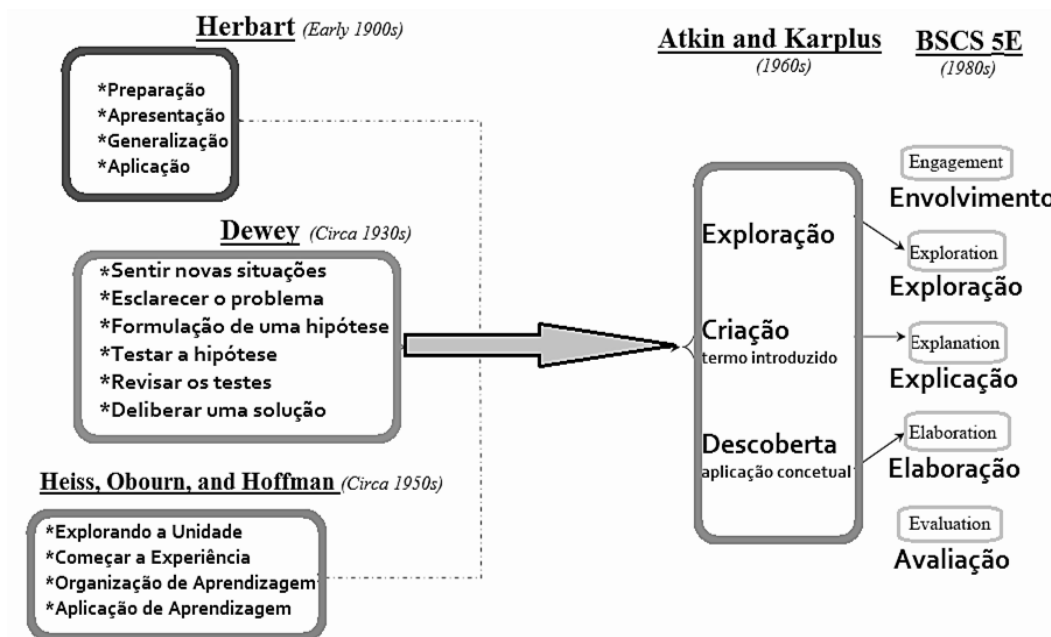 Herbart (Early 1900s)
*Preparação
*Apresentação
*Generalização
*Aplicação
Dewey (Circa 1930s)
*Sentir novas situações
*Esclarecer o problema
*Formulação de uma hipótese
*Testar a hipótese
*Revisar os testes
*Deliberar uma solução
Heiss, Obourn, and Hoffman (Circa 1950s)
*Explorando a Unidade
*Começar a Experiência
*Organização de Aprendizagem
*Aplicação de Aprendizagem
Atkin and Karplus
(1960s)
Exploração
Criação
termo introduzido
Descoberta
aplicação concetual
BSCS 5E
(1980s)
Engagement
Envolvimento
Exploration
Exploração
Explanation
Explicação
Elaboration
Elaboração
Evaluation
Avaliação